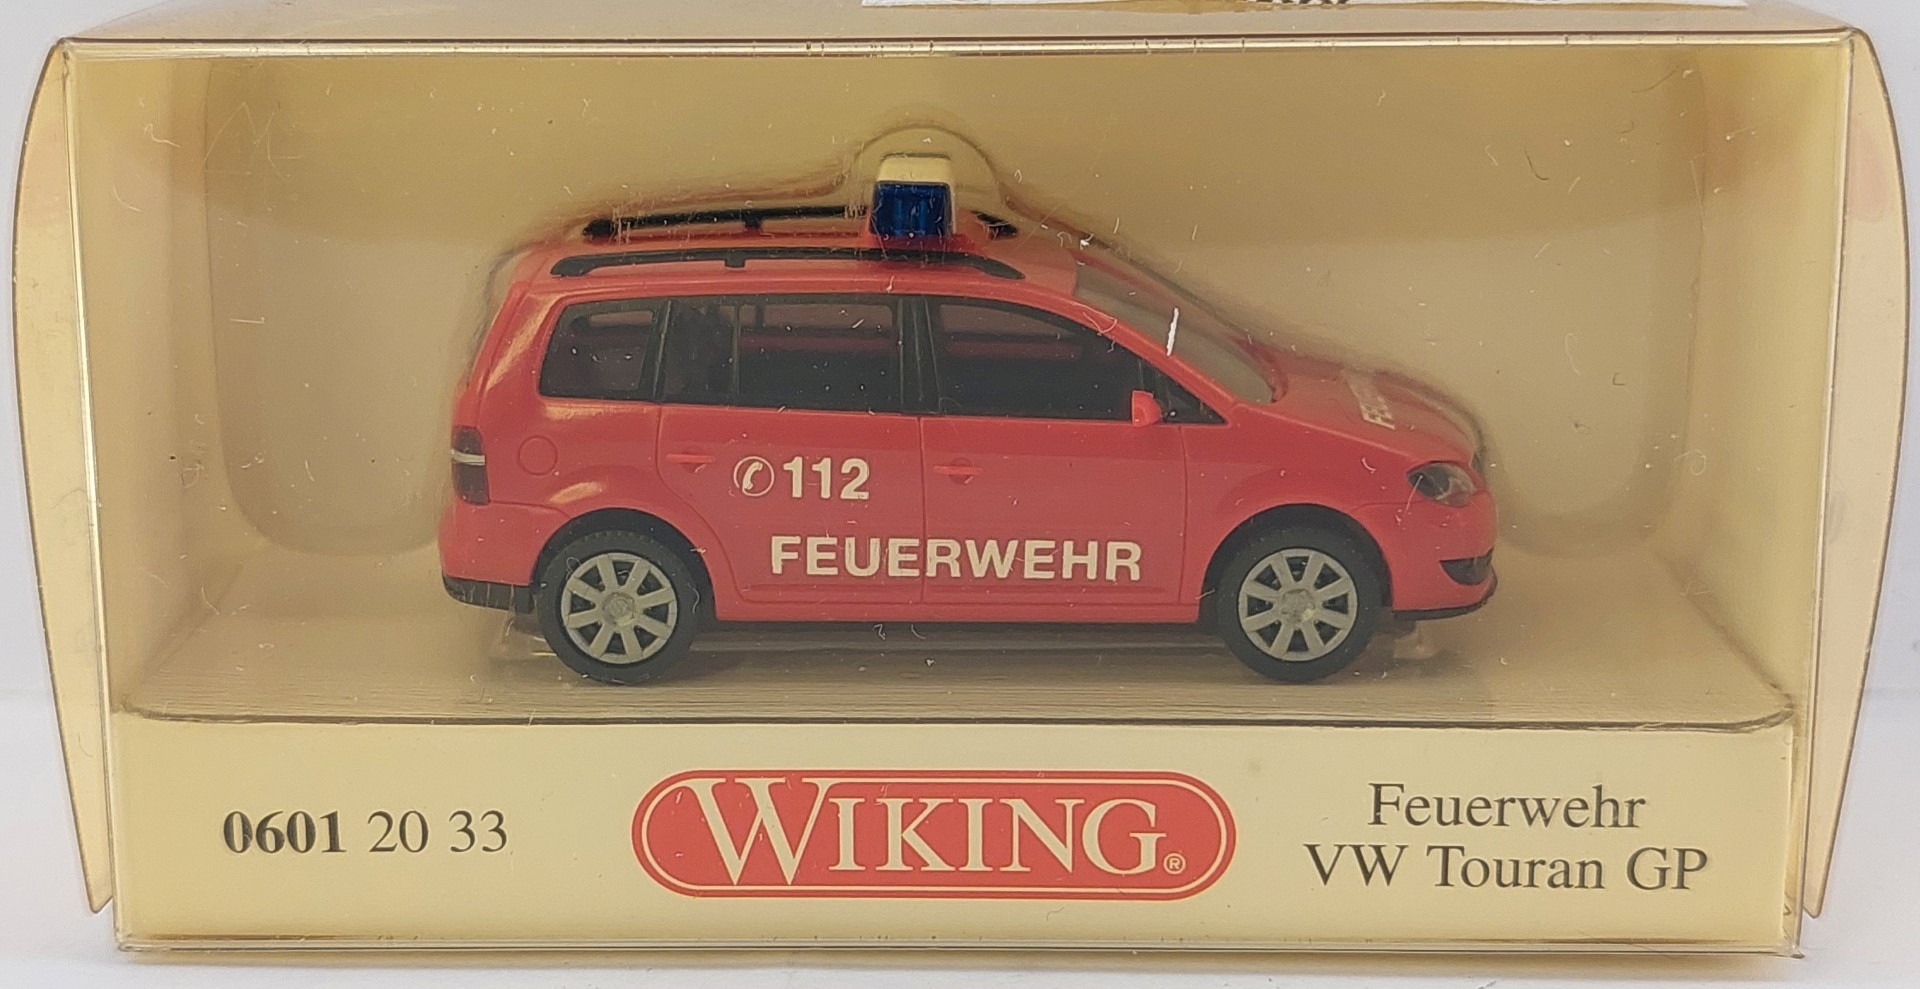 112
FEUERWEHR
0601 20 33
WIKING®
Feuerwehr
VW Touran GP